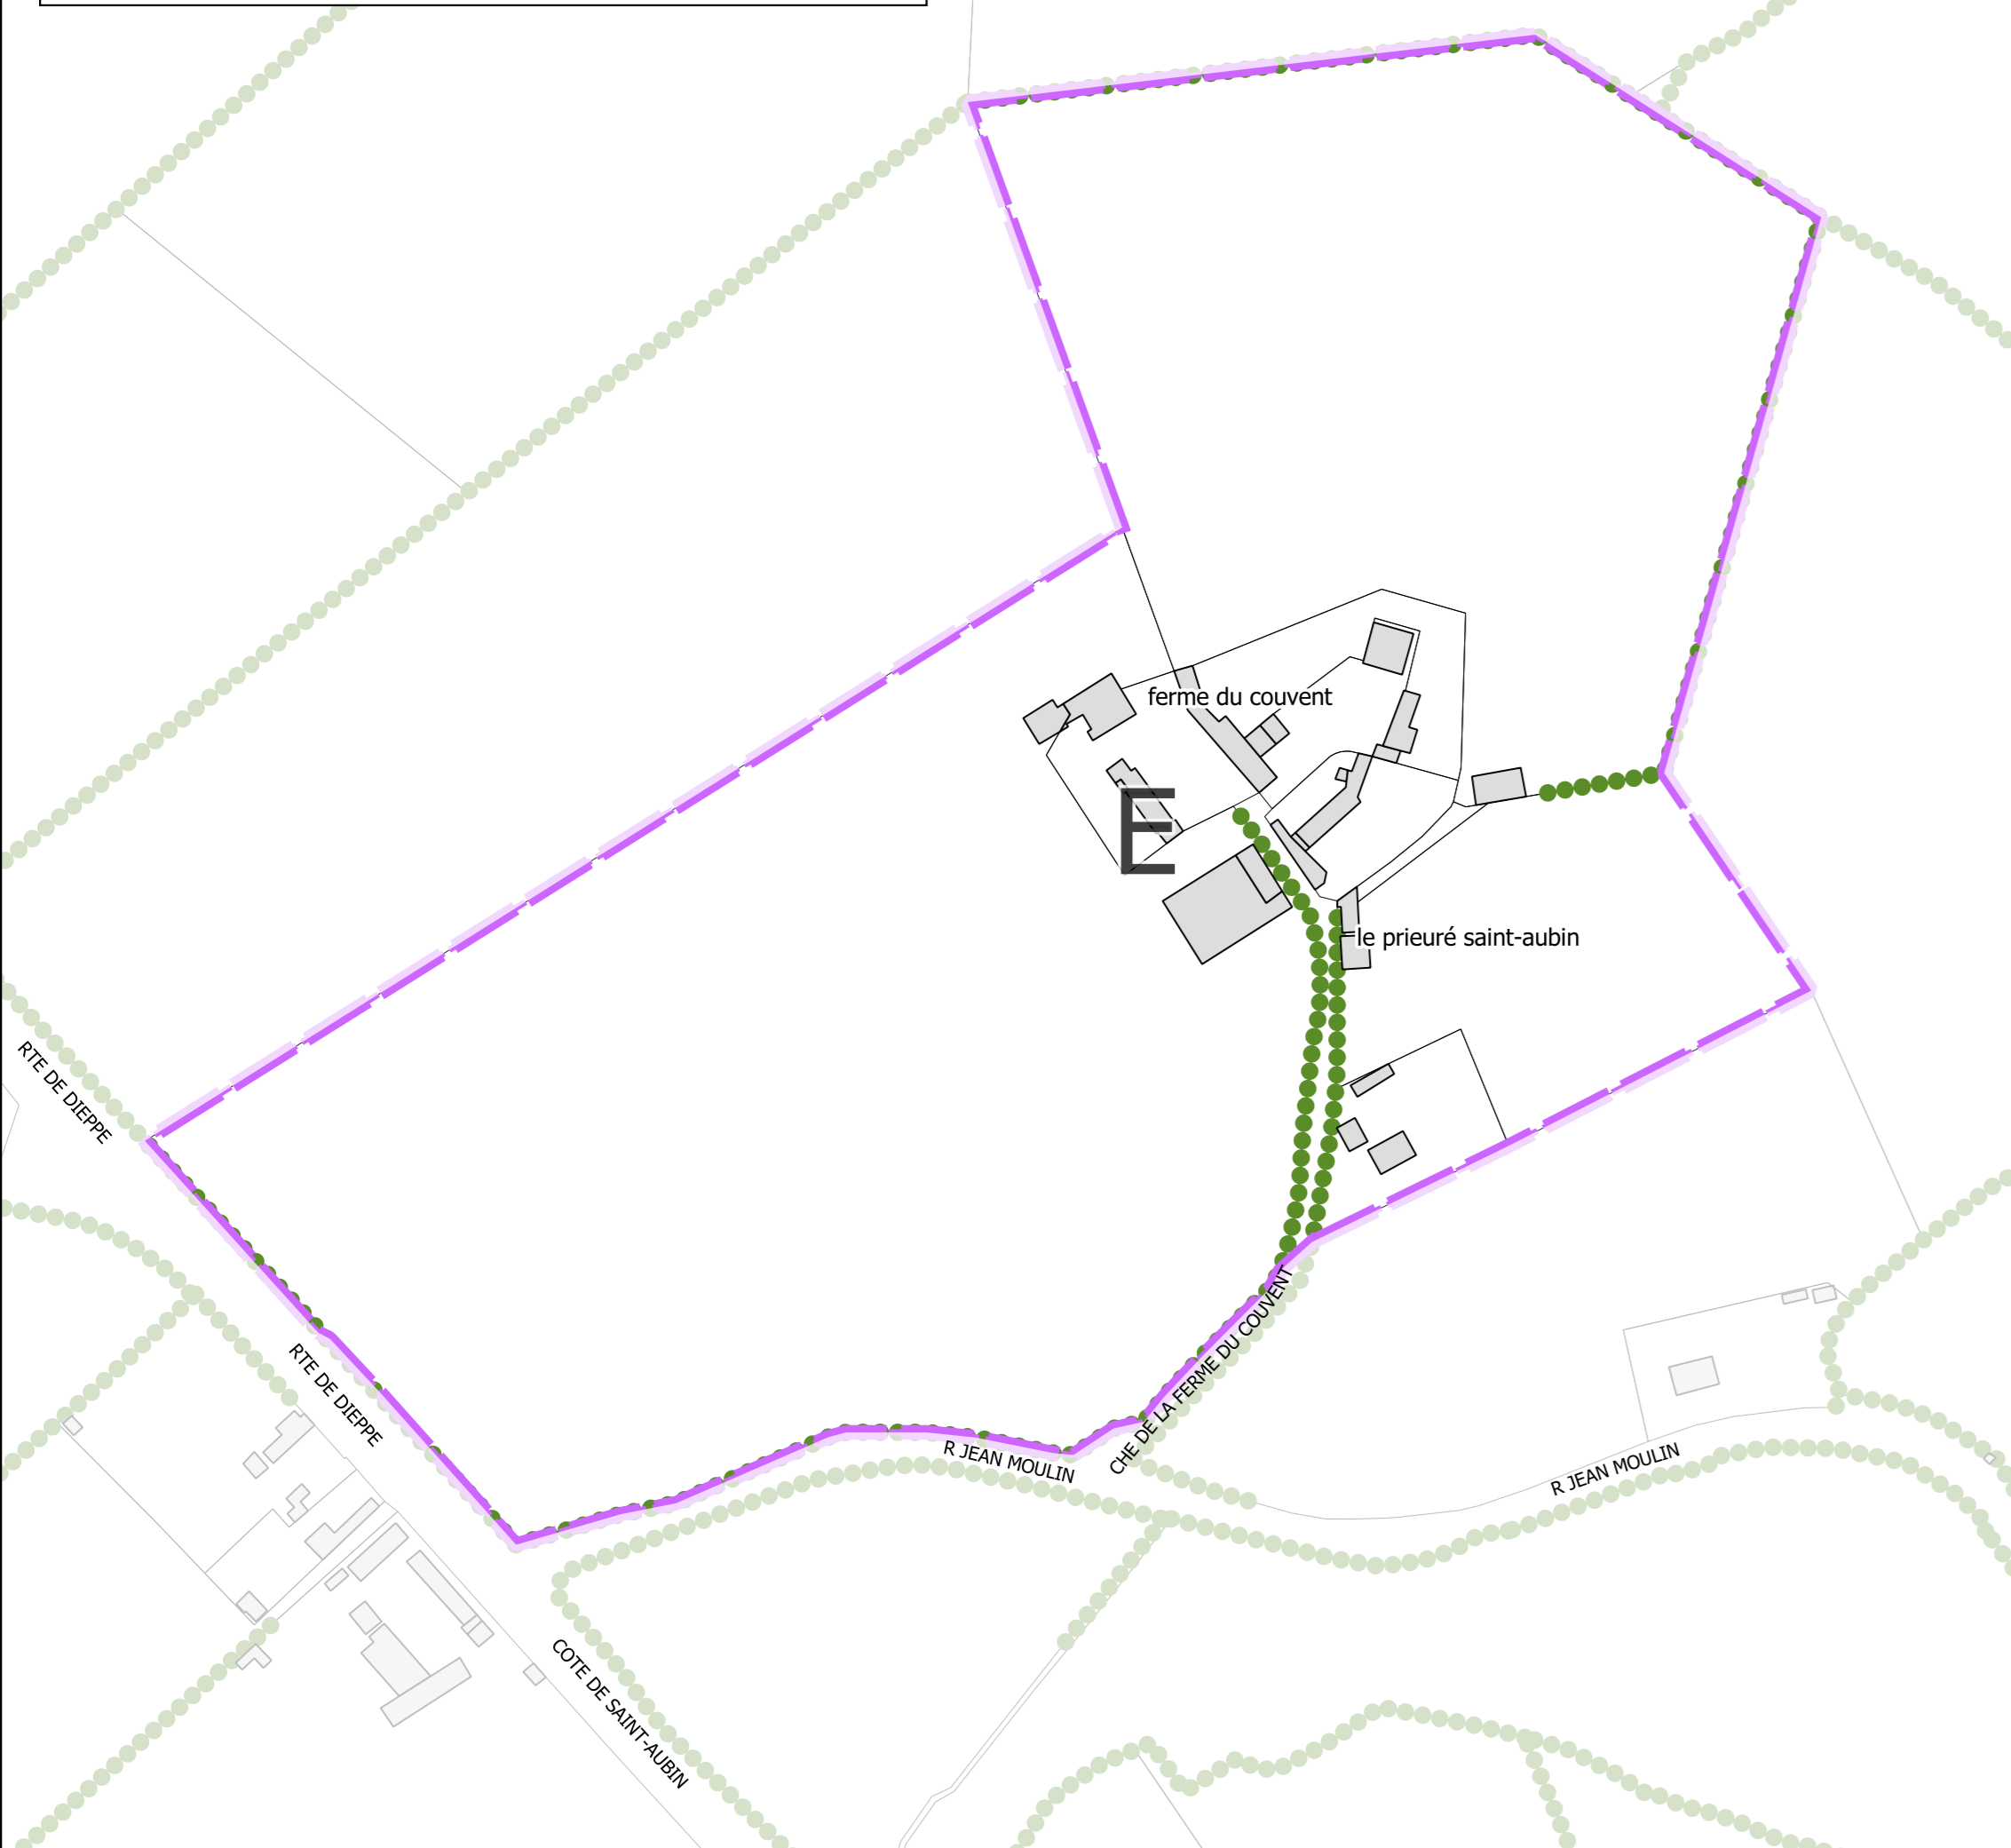 ferme du couvent
E
le prieuré saint-aubin
RTE DE DIEPPE
RTE DE DIEPPE
CHE DE LA FERME DU COUVENT
R JEAN MOULIN
R JEAN MOULIN
COTE DE SAINT-AUBIN